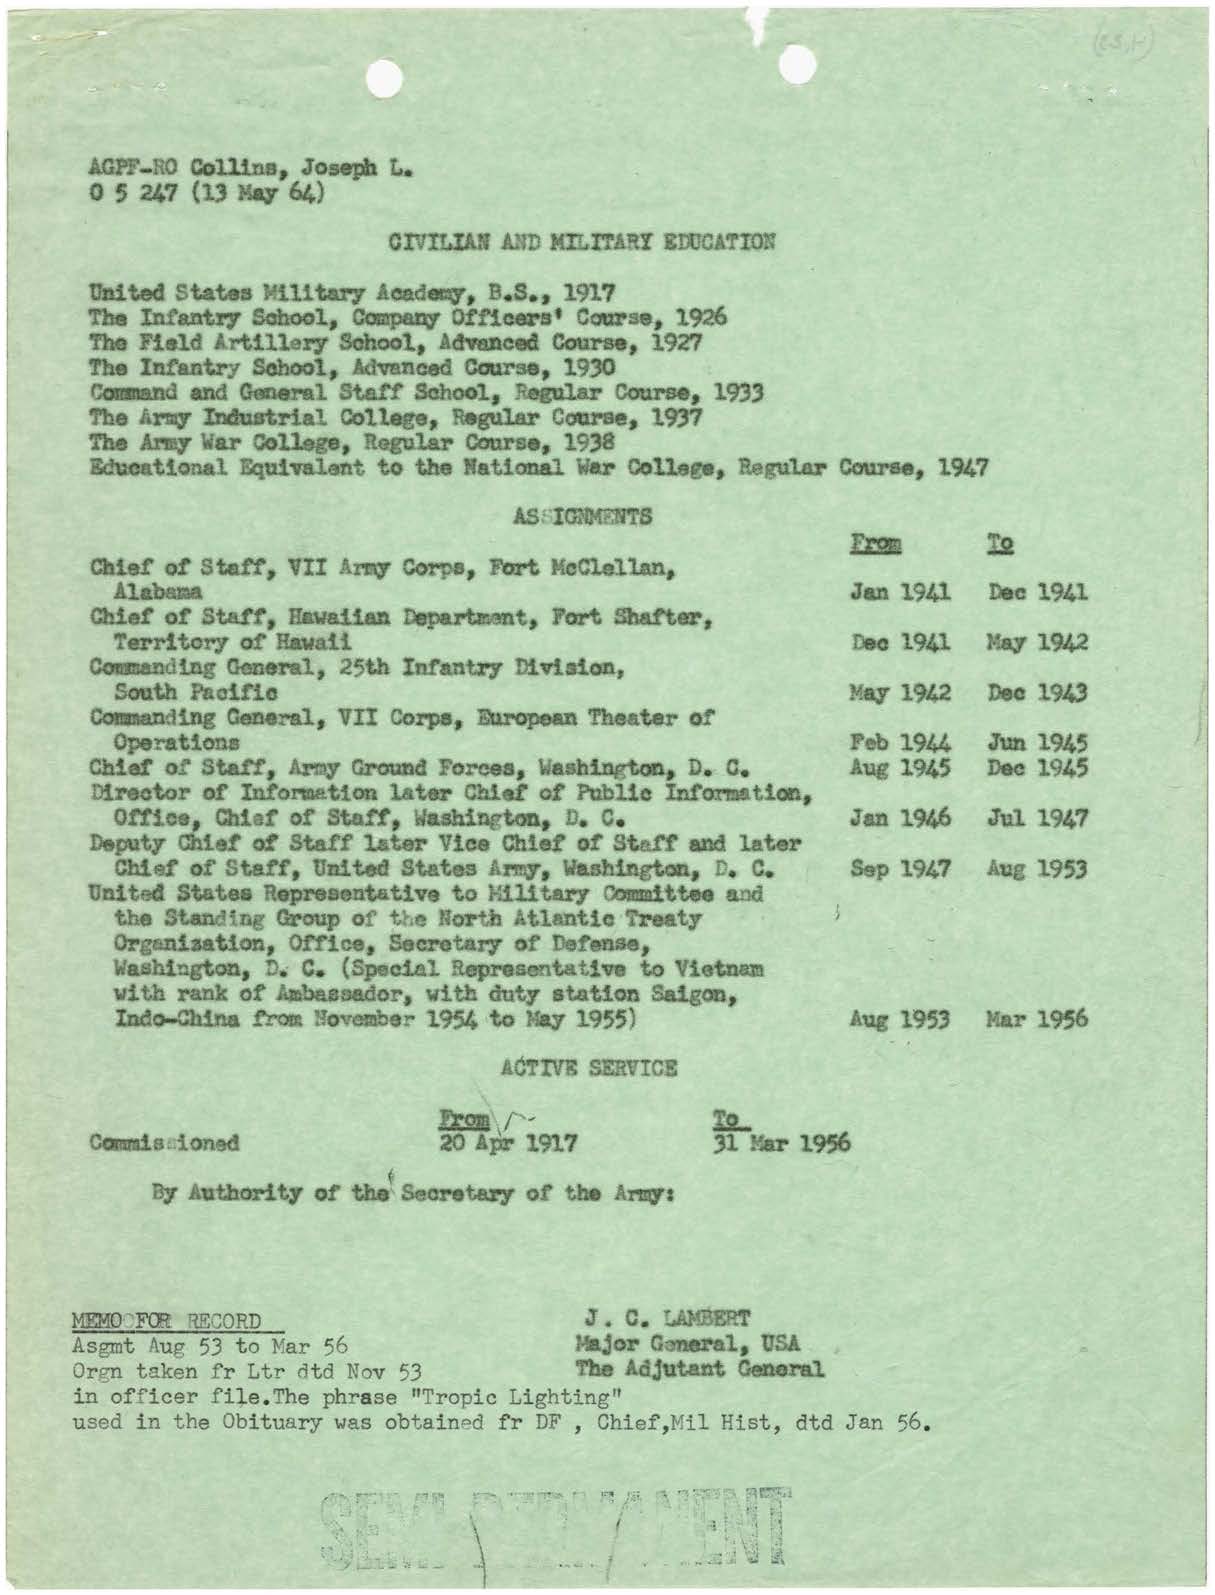 AGPF-RO Collins, Joseph L.
O 5 247 (13 May 64)
CIVILIAN AND MILITARY EDUCATION
United States Military Academy, B.S., 1917
The Infantry School, Company Officers' Course, 1926
The Field Artillery School, Advanced Course, 1927
The Infantry School, Advanced Course, 1930
Command and General Staff School, Regular Course, 1933
The Army Industrial College, Regular Course, 1937
The Army War College, Regular Course, 1938
Educational Equivalent to the National War College, Regular Course, 1947
ASSIGNMENTS
From To
Chief of Staff, VII Army Corps, Fort McClellan,
Alabama Jan 1941 Dec 1941
Chief of Staff, Hawaiian Department, Fort Shafter,
Territory of Hawaii Dec 1941 May 1942
Commanding General, 25th Infantry Division,
South Pacific May 1942 Dec 1943
Commanding General, VII Corps, European Theater of
Operations Feb 1944 Jun 1945
Chief of Staff, Army Ground Forces, Washington, D. C. Aug 1945 Dec 1945
Director of Information later Chief of Public Information,
Office, Chief of Staff, Washington, D. C. Jan 1946 Jul 1947
Deputy Chief of Staff later Vice Chief of Staff and later
Chief of Staff, United States Army, Washington, D. C. Sep 1947 Aug 1953
United States Representative to Military Committee and
the Standing Group of the North Atlantic Treaty
Organization, Office, Secretary of Defense,
Washington, D. C. (Special Representative to Vietnam
with rank of Ambassador, with duty station Saigon,
Indo-China from November 1954 to May 1955) Aug 1953 Mar 1956
ACTIVE SERVICE
From To
Commissioned 20 Apr 1917 31 Mar 1956
By Authority of the Secretary of the Army:
J. C. LAMBERT
Major General, USA
The Adjutant General
MEMO FOR RECORD
Asgmt Aug 53 to Mar 56
Orgn taken fr Ltr dtd Nov 53
in officer file.The phrase "Tropic Lighting"
used in the Obituary was obtained fr DF , Chief,Mil Hist, dtd Jan 56.
SEMI-PERMANENT